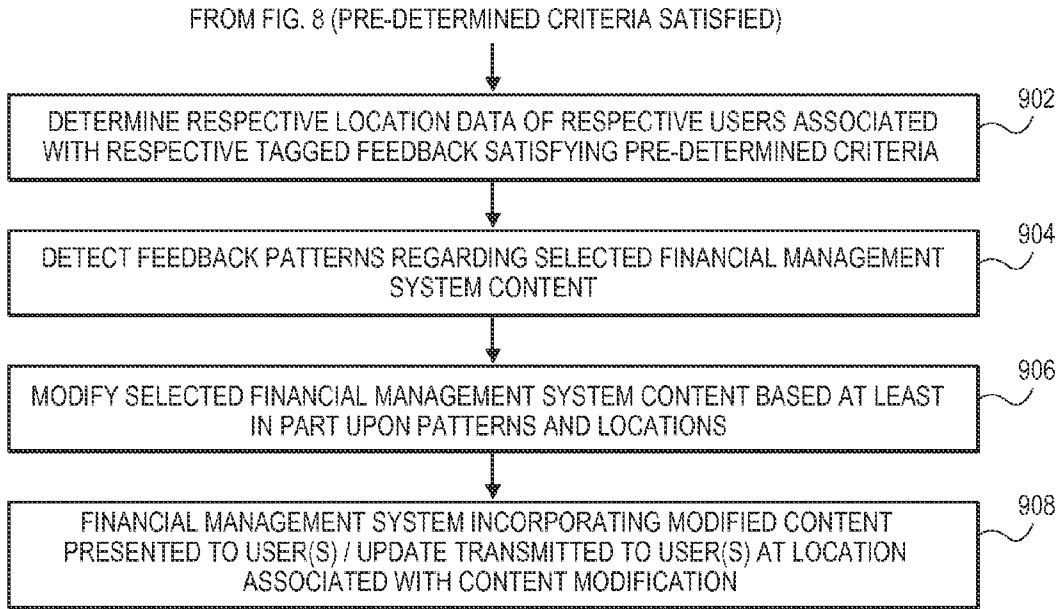 FROM FIG. 8 (PRE-DETERMINED CRITERIA SATISFIED)
902
DETERMINE RESPECTIVE LOCATION DATA OF RESPECTIVE USERS ASSOCIATED
WITH RESPECTIVE TAGGED FEEDBACK SATISFYING PRE-DETERMINED CRITERIA
904
DETECT FEEDBACK PATTERNS REGARDING SELECTED FINANCIAL MANAGEMENT
SYSTEM CONTENT
906
MODIFY SELECTED FINANCIAL MANAGEMENT SYSTEM CONTENT BASED AT LEAST
IN PART UPON PATTERNS AND LOCATIONS
908
FINANCIAL MANAGEMENT SYSTEM INCORPORATING MODIFIED CONTENT
PRESENTED TO USER(S) / UPDATE TRANSMITTED TO USER(S) AT LOCATION
ASSOCIATED WITH CONTENT MODIFICATION